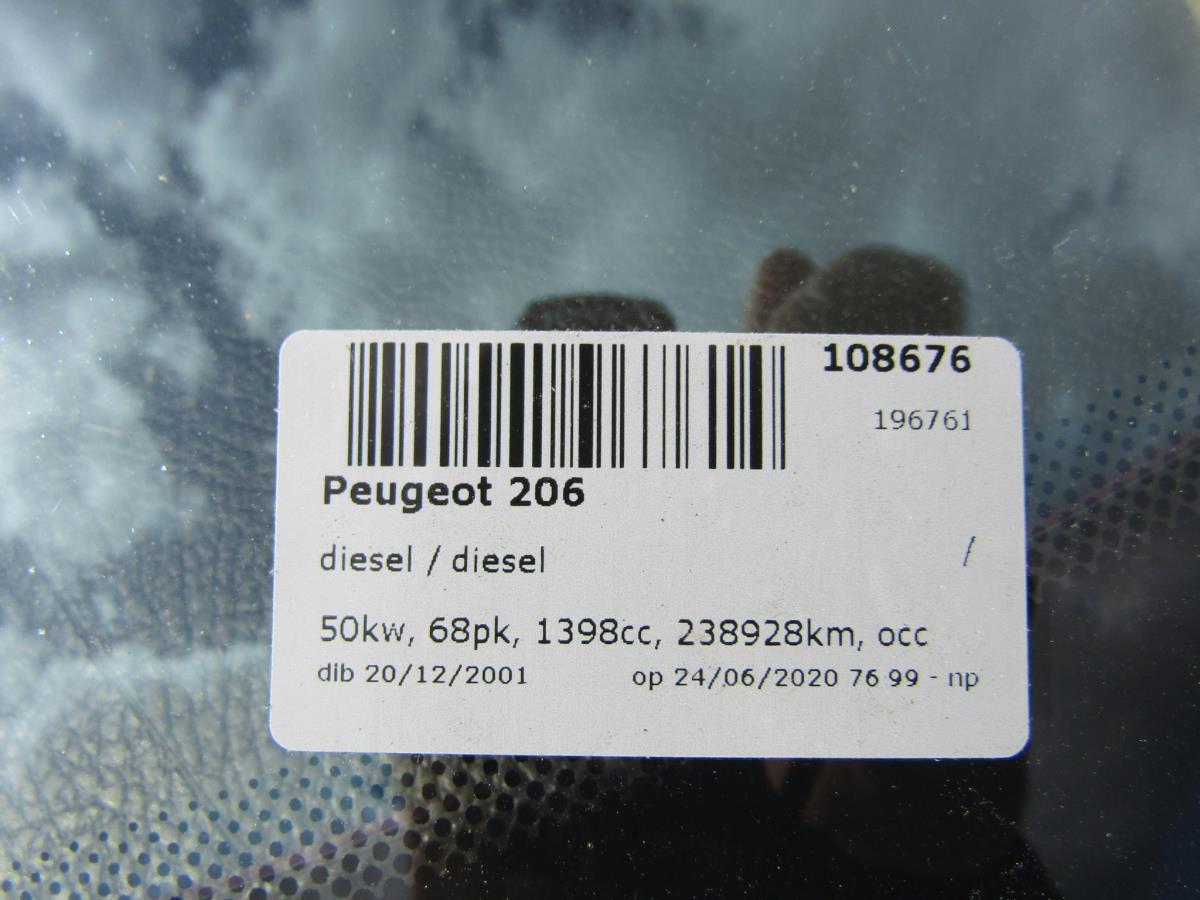 108676
196761
Peugeot 206
diesel / diesel /
50kw, 68pk, 1398cc, 238928km, occ
dib 20/12/2001 op 24/06/2020 76 99 - np